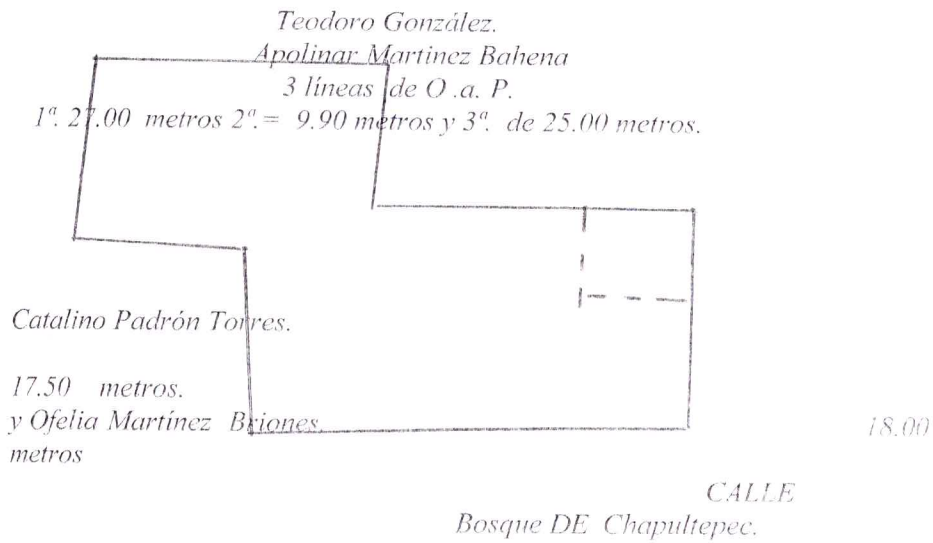 Teodoro González.
Apolinar Martinez Bahena
3 líneas de O .a. P.
1ª. 27.00 metros 2ª.= 9.90 metros y 3ª. de 25.00 metros.
Catalino Padrón Torres.
17.50 metros.
y Ofelia Martínez Briones, 18.00
metros
CALLE
Bosque DE Chapultepec.